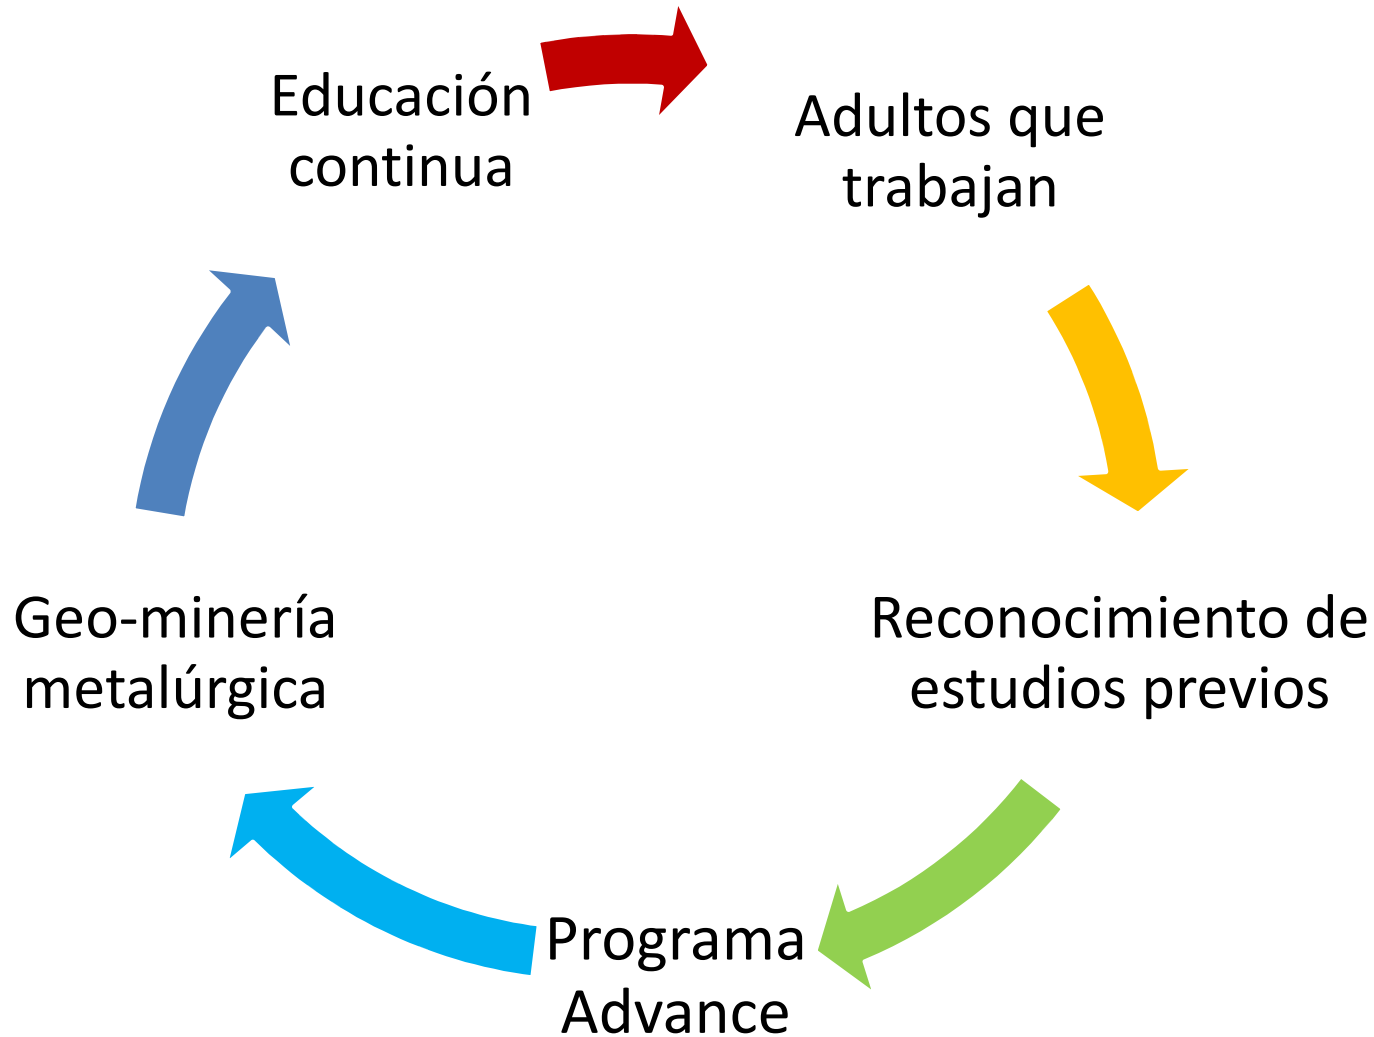 Educación
continua
Adultos que
trabajan
Reconocimiento de
estudios previos
Programa
Advance
Geo-minería
metalúrgica